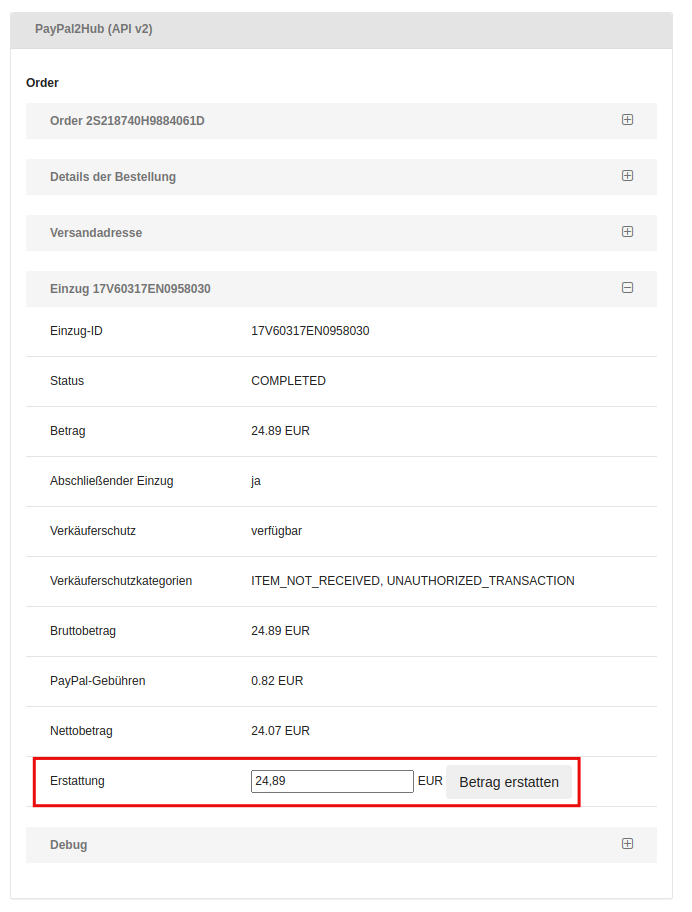 PayPal2Hub (API v2)
Order
Order 2S218740H9884061D
Details der Bestellung
Versandadresse
Einzug 17V60317EN0958030
Einzug-ID 17V60317EN0958030
Status COMPLETED
Betrag 24.89 EUR
Abschließender Einzug ja
Verkäuferschutz verfügbar
Verkäuferschutzkategorien ITEM_NOT_RECEIVED, UNAUTHORIZED_TRANSACTION
Bruttobetrag 24.89 EUR
PayPal-Gebühren 0.82 EUR
Nettobetrag 24.07 EUR
Erstattung 24,89 EUR Betrag erstatten
Debug